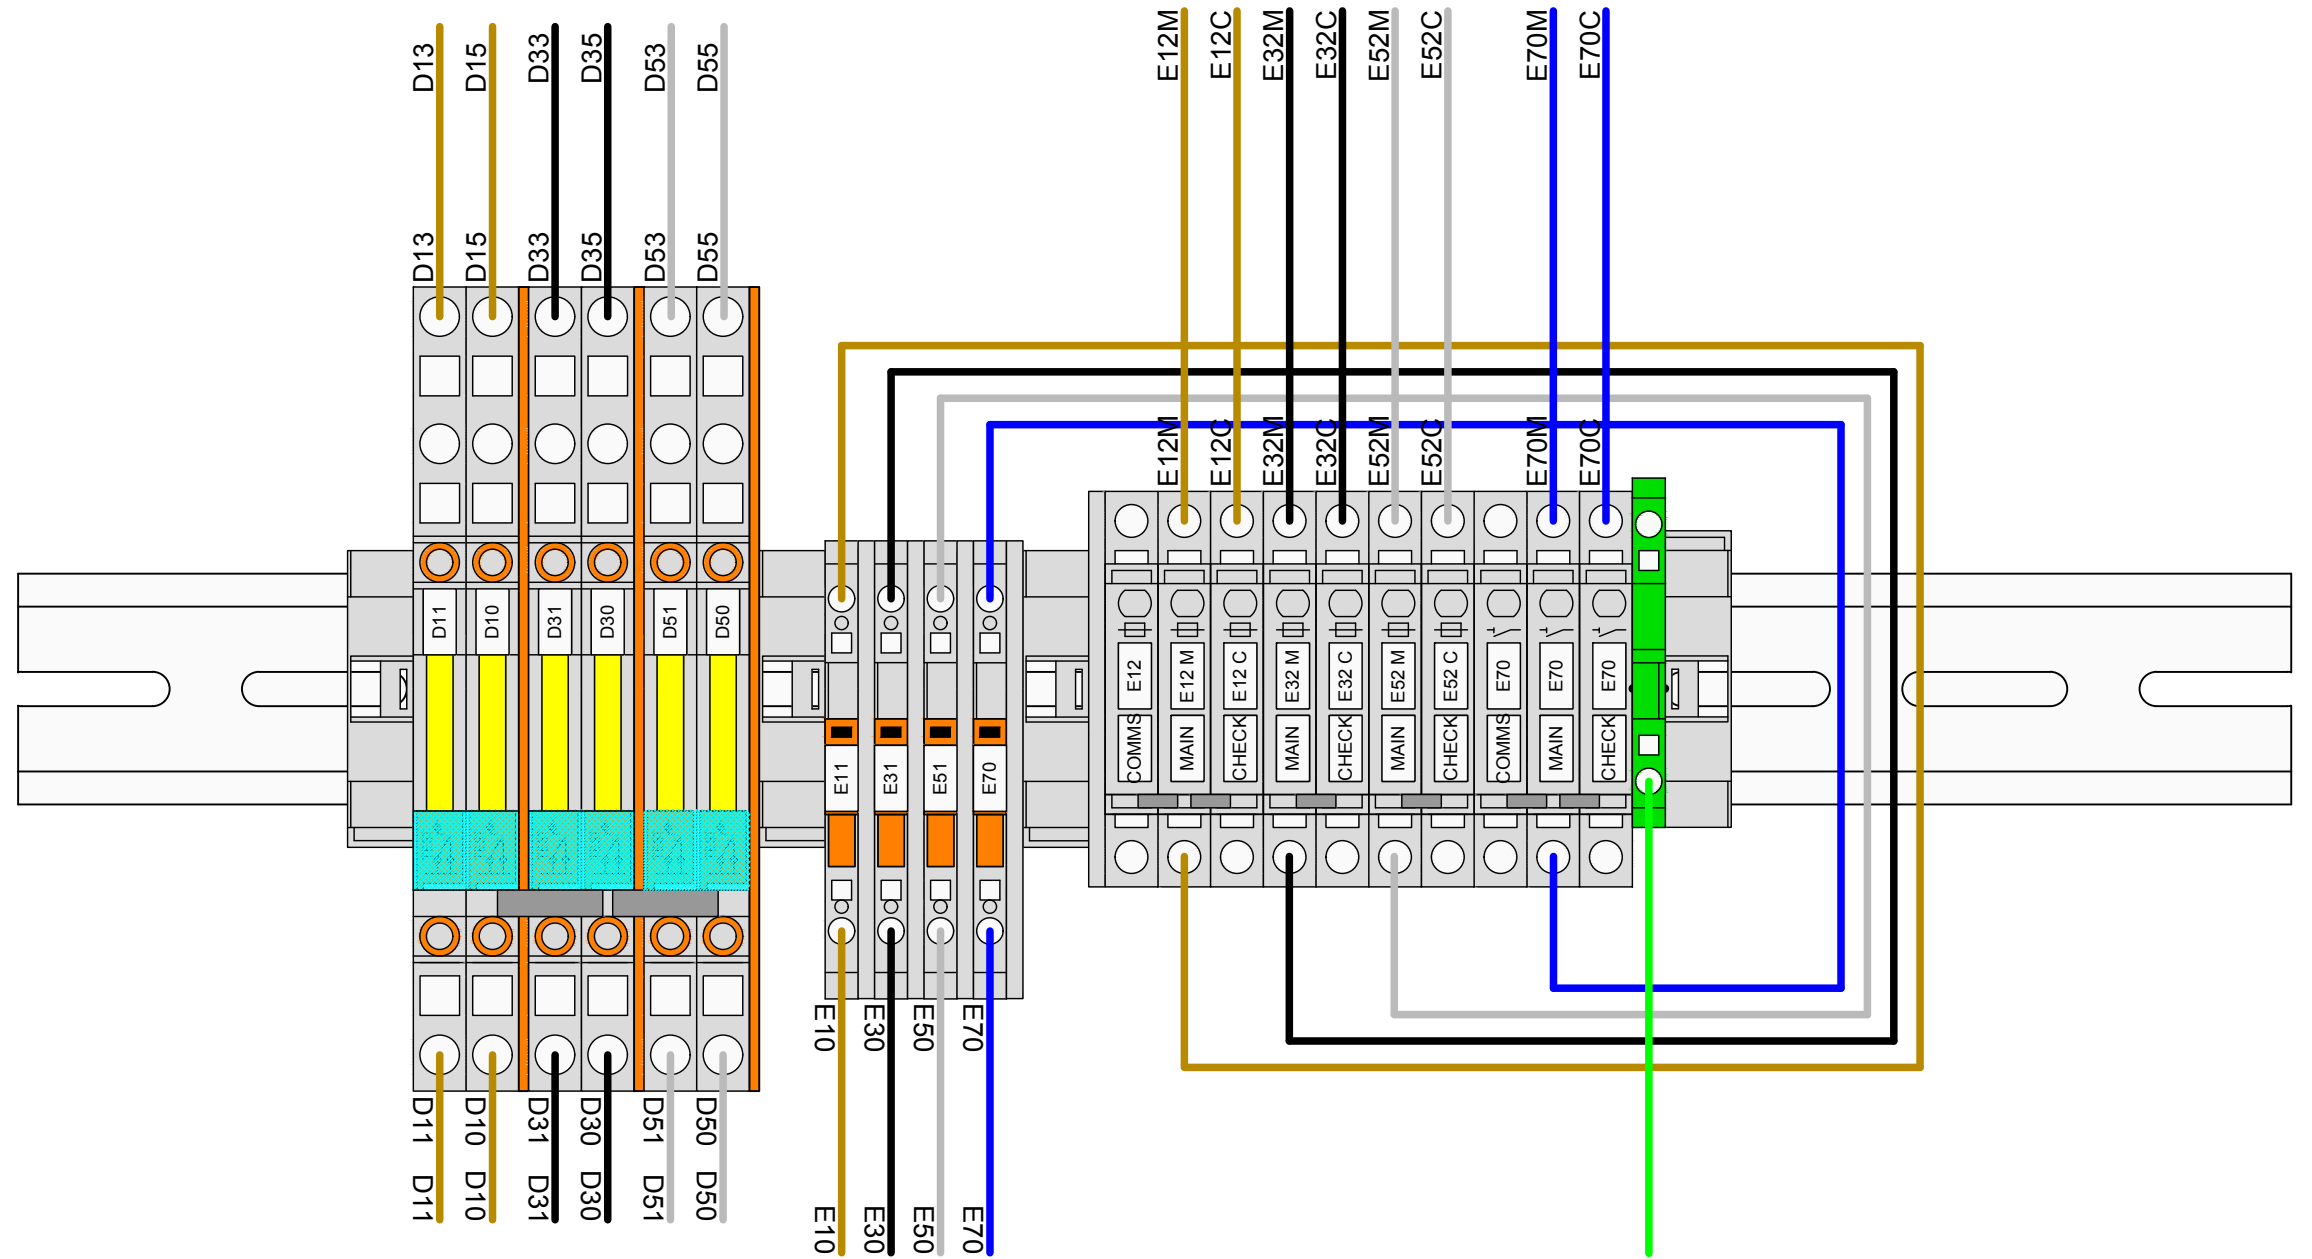 D13
D15
D33
D35
D53
D55
E12M
E12C
E32M
E32C
E52M
E52C
E70M
E70C
D13
D15
D33
D35
D53
D55
E12M
E12C
E32M
E32C
E52M
E52C
E70M
E70C
D11
D10
D31
D30
D51
D50
E12
E12 M
E12 C
E32 M
E32 C
E52 M
E52 C
E70
E70
E70
COMMS
MAIN
CHECK
MAIN
CHECK
MAIN
CHECK
COMMS
MAIN
CHECK
E11
E31
E51
E70
E10
E30
E50
E70
D11
D10
D31
D30
D51
D50
D11
D10
D31
D30
D51
D50
E10
E30
E50
E70